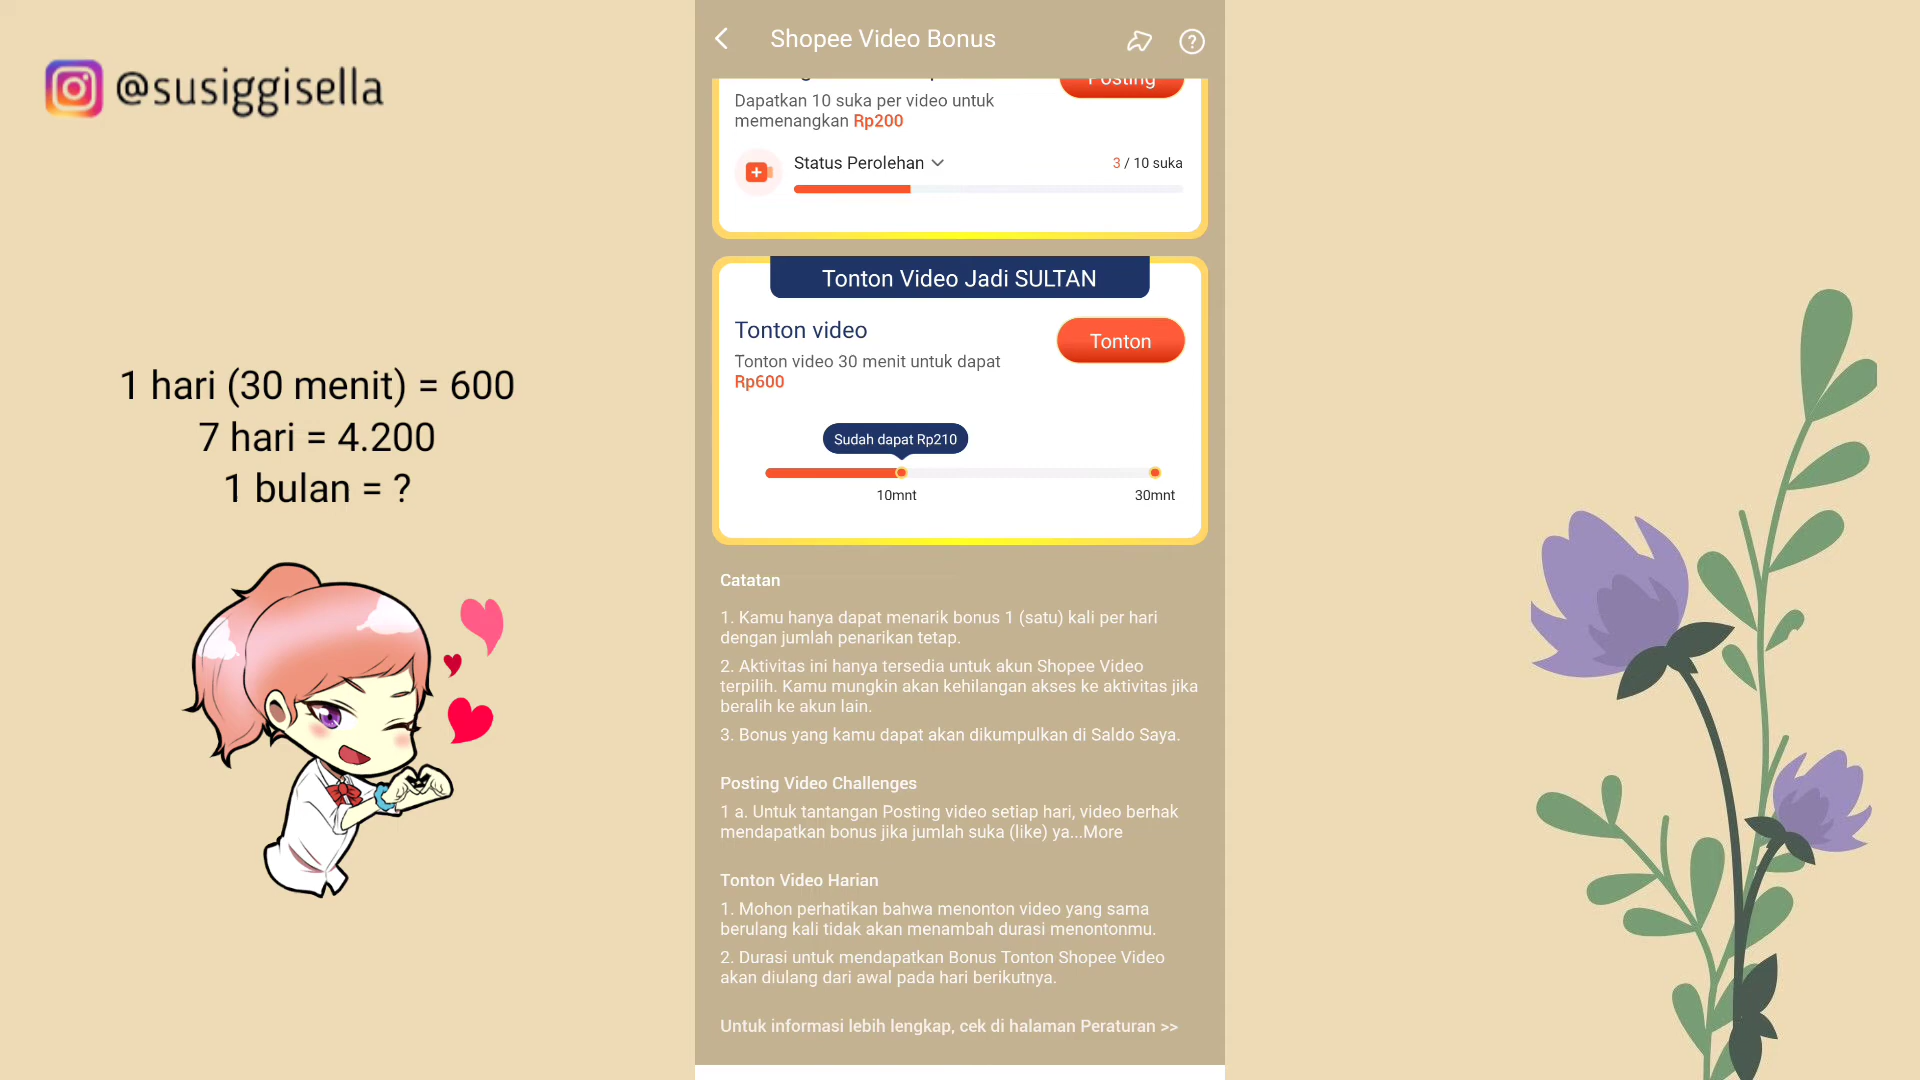 @susiggisella
1 hari (30 menit) = 600
7 hari = 4.200
1 bulan = ?
Shopee Video Bonus
Posting
Dapatkan 10 suka per video untuk
memenangkan Rp200
Status Perolehan
3 / 10 suka
Tonton Video Jadi SULTAN
Tonton video
Tonton
Tonton video 30 menit untuk dapat
Rp600
Sudah dapat Rp210
10mnt
30mnt
Catatan
1. Kamu hanya dapat menarik bonus 1 (satu) kali per hari
dengan jumlah penarikan tetap.
2. Aktivitas ini hanya tersedia untuk akun Shopee Video
terpilih. Kamu mungkin akan kehilangan akses ke aktivitas jika
beralih ke akun lain.
3. Bonus yang kamu dapat akan dikumpulkan di Saldo Saya.
Posting Video Challenges
1 a. Untuk tantangan Posting video setiap hari, video berhak
mendapatkan bonus jika jumlah suka (like) ya...More
Tonton Video Harian
1. Mohon perhatikan bahwa menonton video yang sama
berulang kali tidak akan menambah durasi menontonmu.
2. Durasi untuk mendapatkan Bonus Tonton Shopee Video
akan diulang dari awal pada hari berikutnya.
Untuk informasi lebih lengkap, cek di halaman Peraturan >>